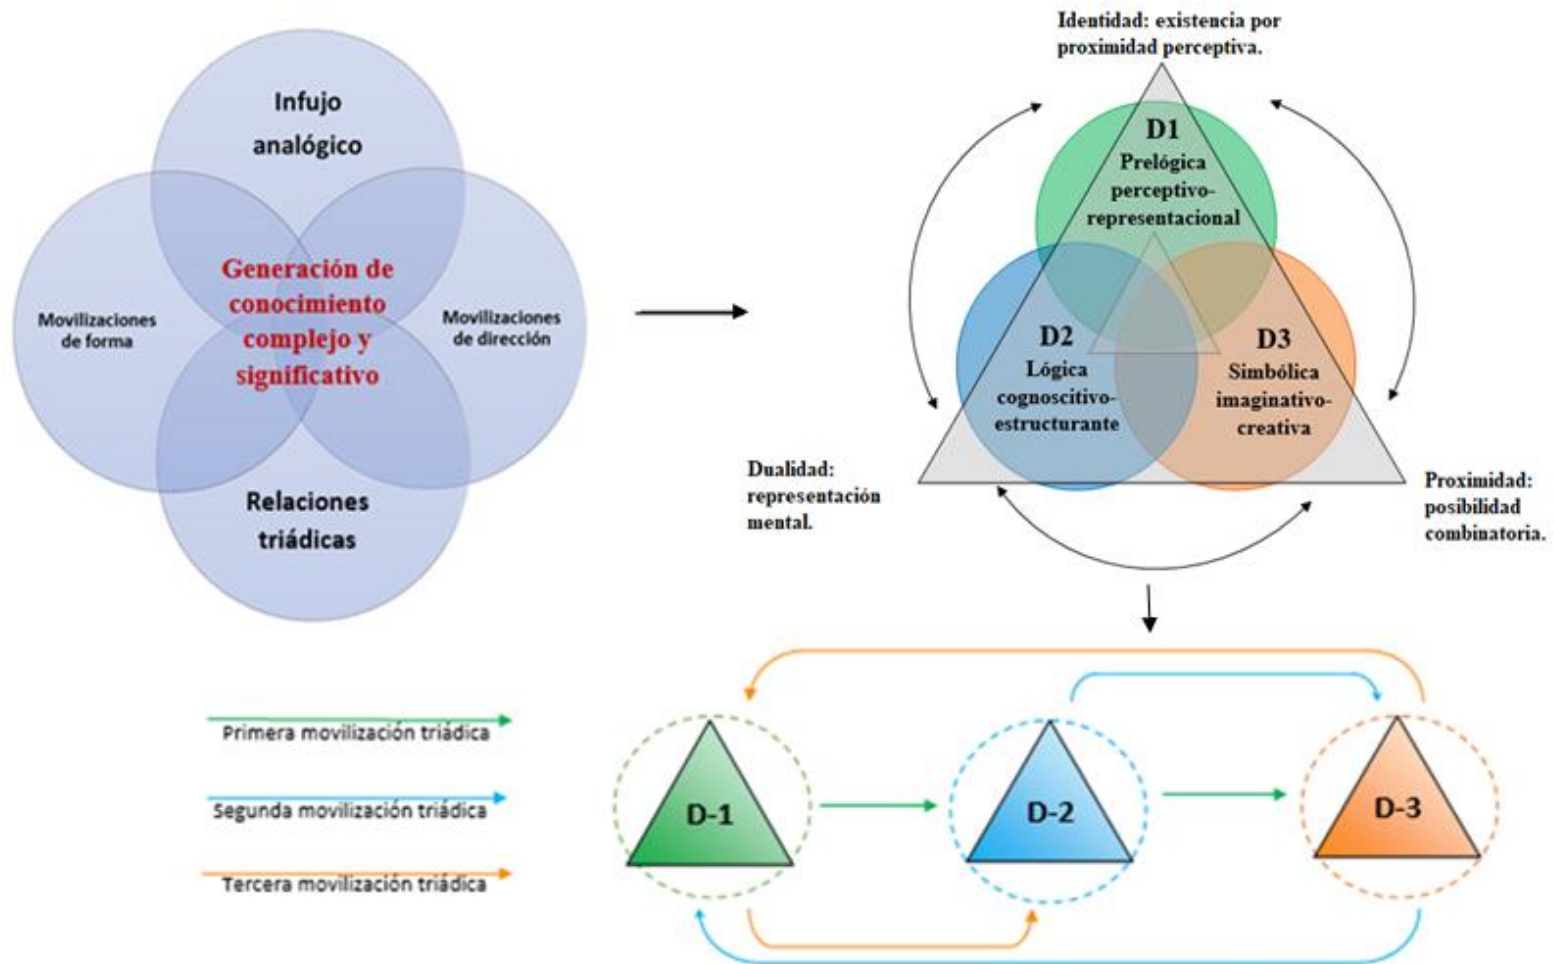 Infujo
analógico
Movilizaciones
de forma
Generación de
conocimiento
complejo y
significativo
Movilizaciones
de dirección
Relaciones
triádicas
Identidad: existencia por
proximidad perceptiva.
D1
Prelógica
perceptivo-
representacional
D2
Lógica
cognoscitivo-
estructurante
D3
Simbólica
imaginativo-
creativa
Dualidad:
representación
mental.
Proximidad:
posibilidad
combinatoria.
Primera movilización triádica
Segunda movilización triádica
Tercera movilización triádica
D-1
D-2
D-3